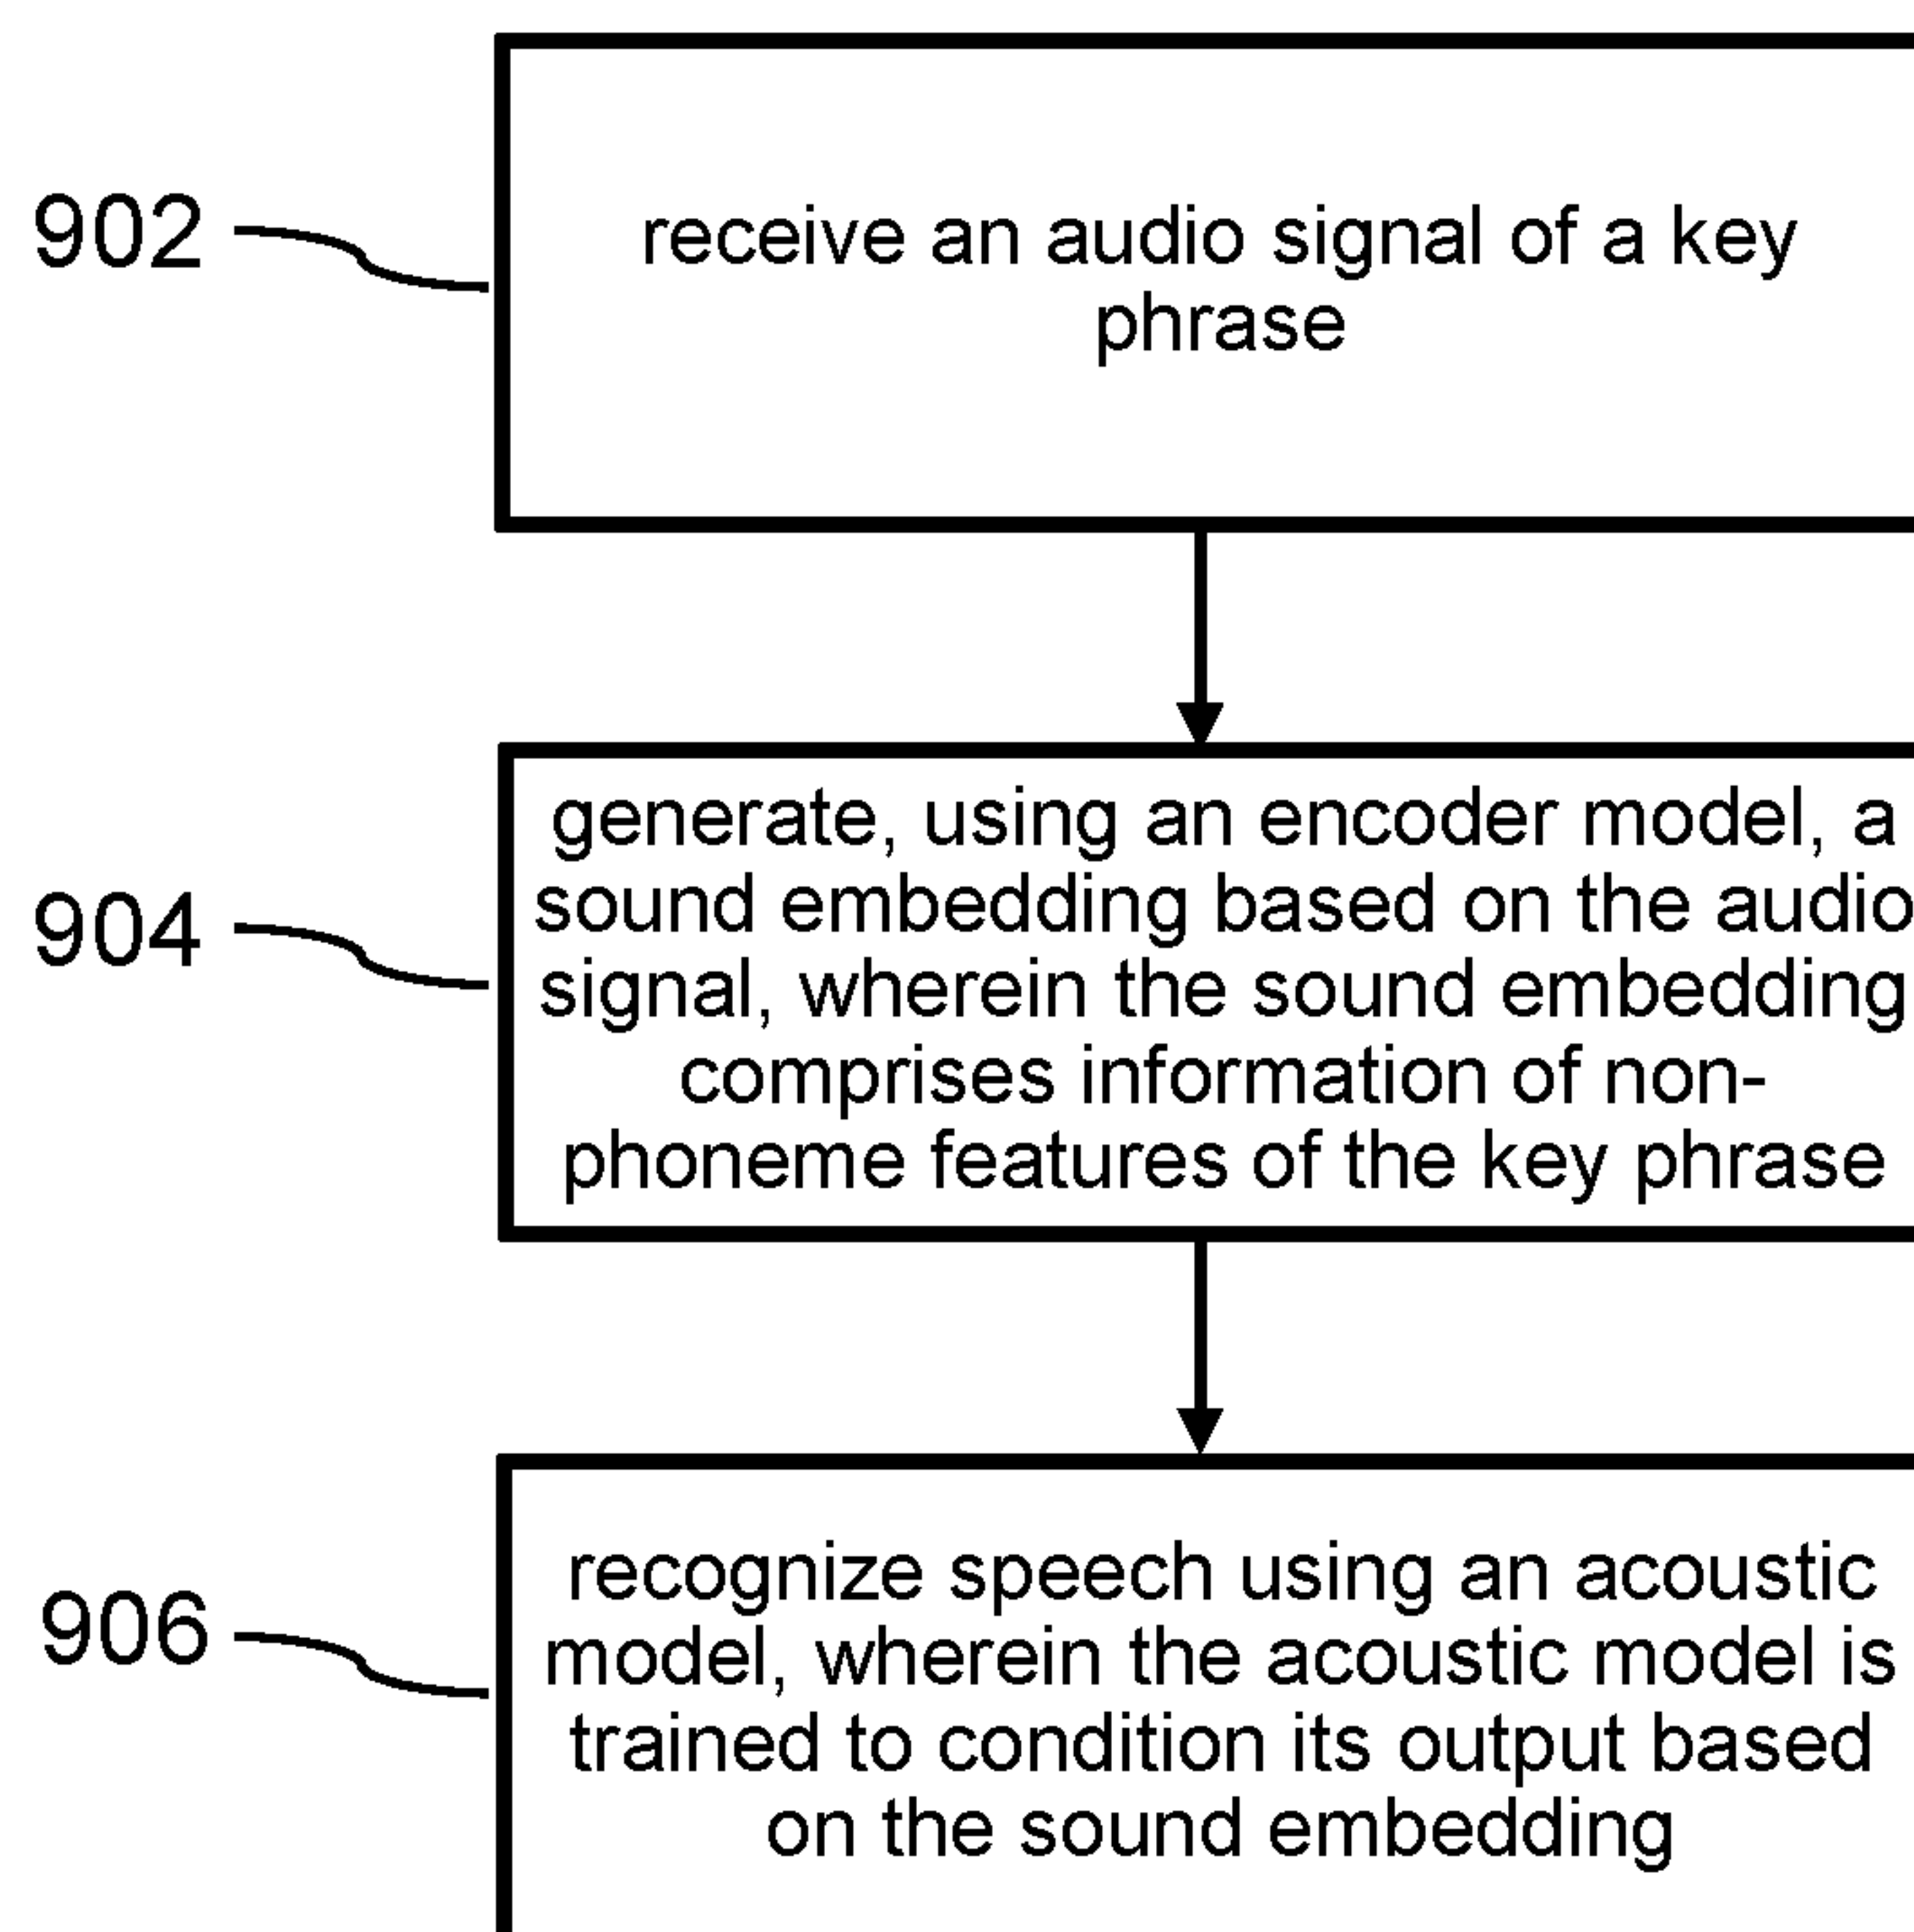 902
receive an audio signal of a key
phrase
904
generate, using an encoder model, a
sound embedding based on the audio
signal, wherein the sound embedding
comprises information of non-
phoneme features of the key phrase
906
recognize speech using an acoustic
model, wherein the acoustic model is
trained to condition its output based
on the sound embedding